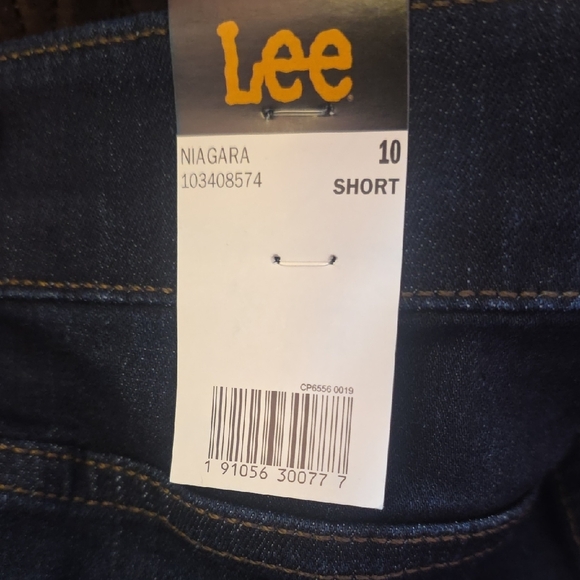 Lee
NIAGARA 10
103408574 SHORT
CP6556 0019
1 91056 30077 7